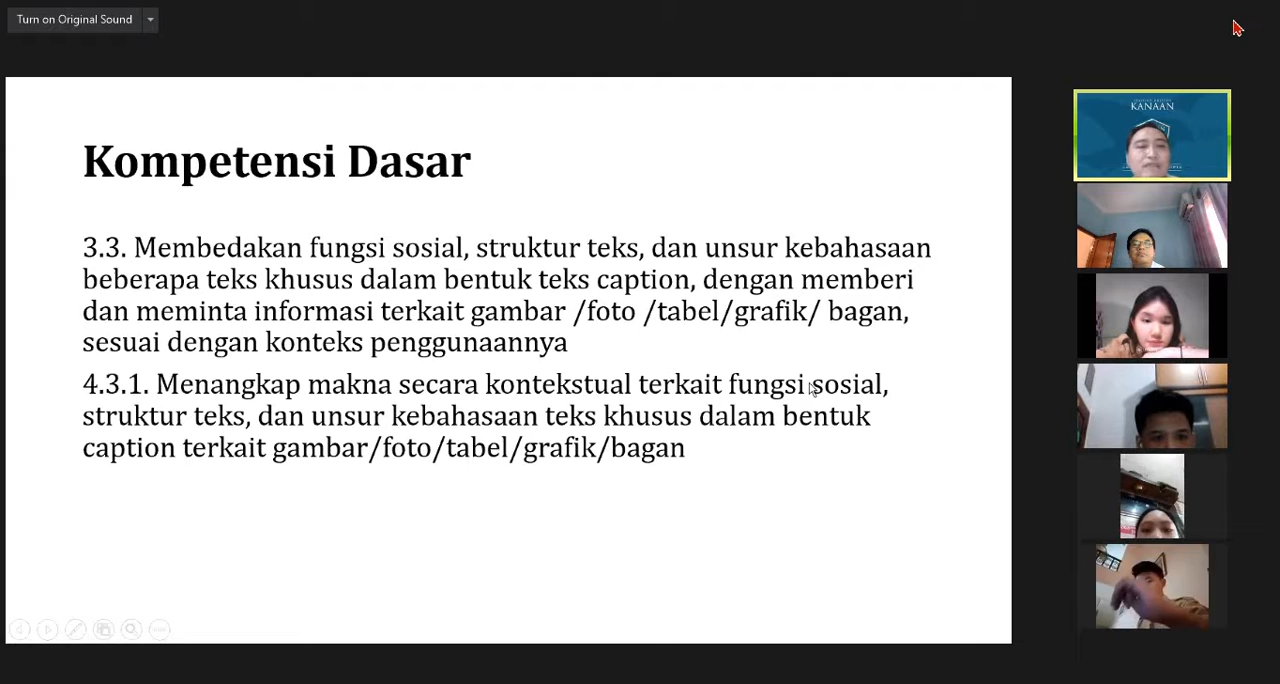 Turn on Original Sound
KANAAN
Kompetensi Dasar
3.3. Membedakan fungsi sosial, struktur teks, dan unsur kebahasaan
beberapa teks khusus dalam bentuk teks caption, dengan memberi
dan meminta informasi terkait gambar /foto /tabel/grafik/ bagan,
sesuai dengan konteks penggunaannya
4.3.1. Menangkap makna secara kontekstual terkait fungsi sosial,
struktur teks, dan unsur kebahasaan teks khusus dalam bentuk
caption terkait gambar/foto/tabel/grafik/bagan